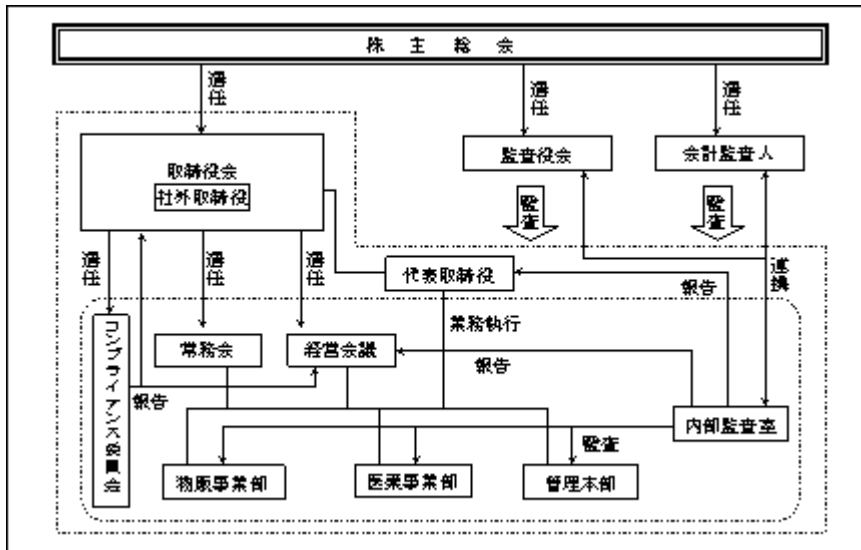 株主総会
選任
選任
選任
取締役会
社外取締役
監査役会
会計監査人
監査
監査
選任
選任
選任
代表取締役
報告
連携
業務執行
コンプライアンス委員会
常務会
経営会議
報告
報告
内部監査室
監査
物販事業部
医薬事業部
管理本部